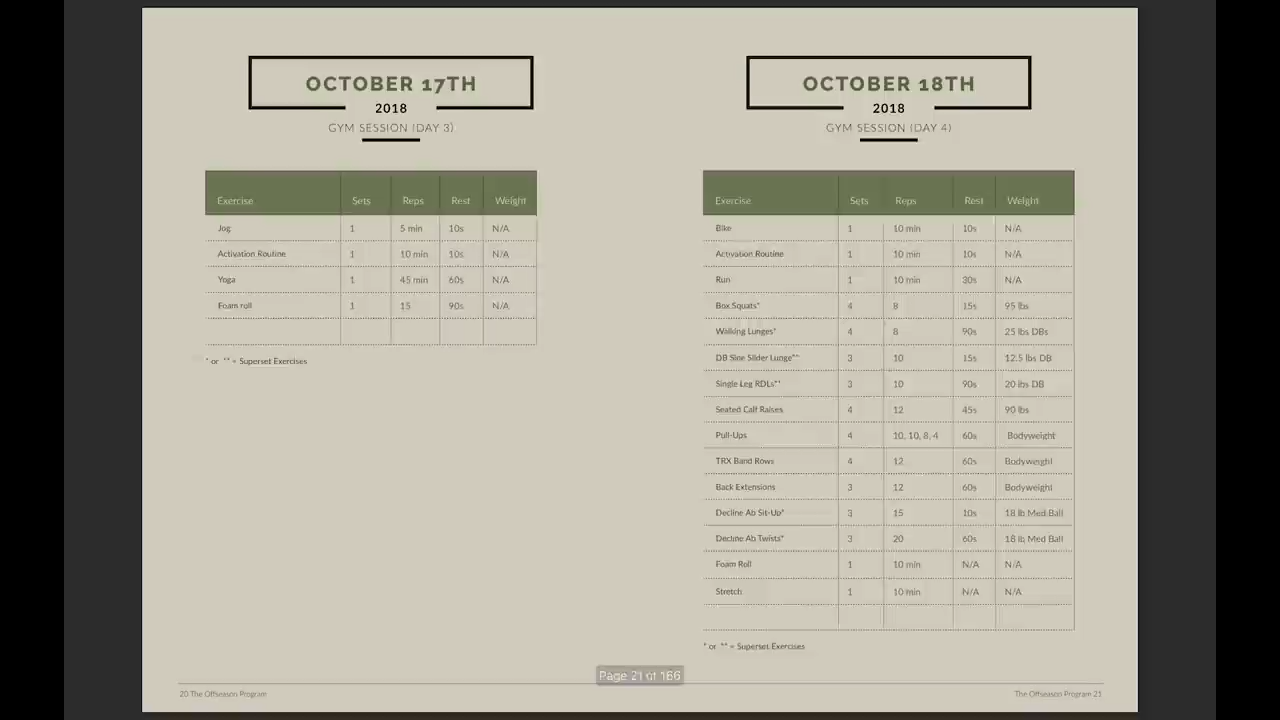 OCTOBER 17TH
2018
GYM SESSION (DAY 3)
Exercise Sets Reps Rest Weight
Jog 1 5 min 10s N/A
Activation Routine 1 10 min 10s N/A
Yoga 1 45 min 60s N/A
Foam roll 1 15 90s N/A
* or ** = Superset Exercises
20 The Offseason Program
OCTOBER 18TH
2018
GYM SESSION (DAY 4)
Exercise Sets Reps Rest Weight
Bike 1 10 min 10s N/A
Activation Routine 1 10 min 10s N/A
Run 1 10 min 30s N/A
Box Squats* 4 8 15s 95 lbs
Walking Lunges* 4 8 90s 25 lbs DBs
DB Side Slider Lunge** 3 10 15s 12.5 lbs DB
Single Leg RDLs** 3 10 90s 20 lbs DB
Seated Calf Raises 4 12 45s 90 lbs
Pull-Ups 4 10, 10, 8, 4 60s Bodyweight
TRX Band Rows 4 12 60s Bodyweight
Back Extensions 3 12 60s Bodyweight
Decline Ab Sit-Up* 3 15 10s 18 lb Med Ball
Decline Ab Twists* 3 20 60s 18 lb Med Ball
Foam Roll 1 10 min N/A N/A
Stretch 1 10 min N/A N/A
* or ** = Superset Exercises
The Offseason Program 21
Page 21 of 166